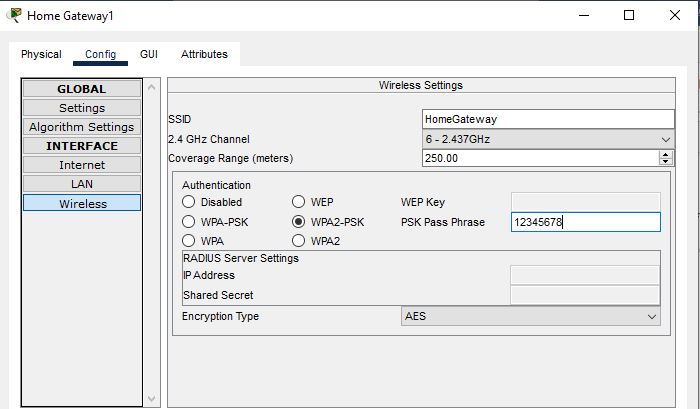 Home Gateway1
Physical Config GUI Attributes
GLOBAL
Settings
Algorithm Settings
INTERFACE
Internet
LAN
Wireless
Wireless Settings
SSID HomeGateway
2.4 GHz Channel 6 - 2.437GHz
Coverage Range (meters) 250.00
Authentication
Disabled WEP WEP Key
WPA-PSK WPA2-PSK PSK Pass Phrase 12345678
WPA WPA2
RADIUS Server Settings
IP Address
Shared Secret
Encryption Type AES